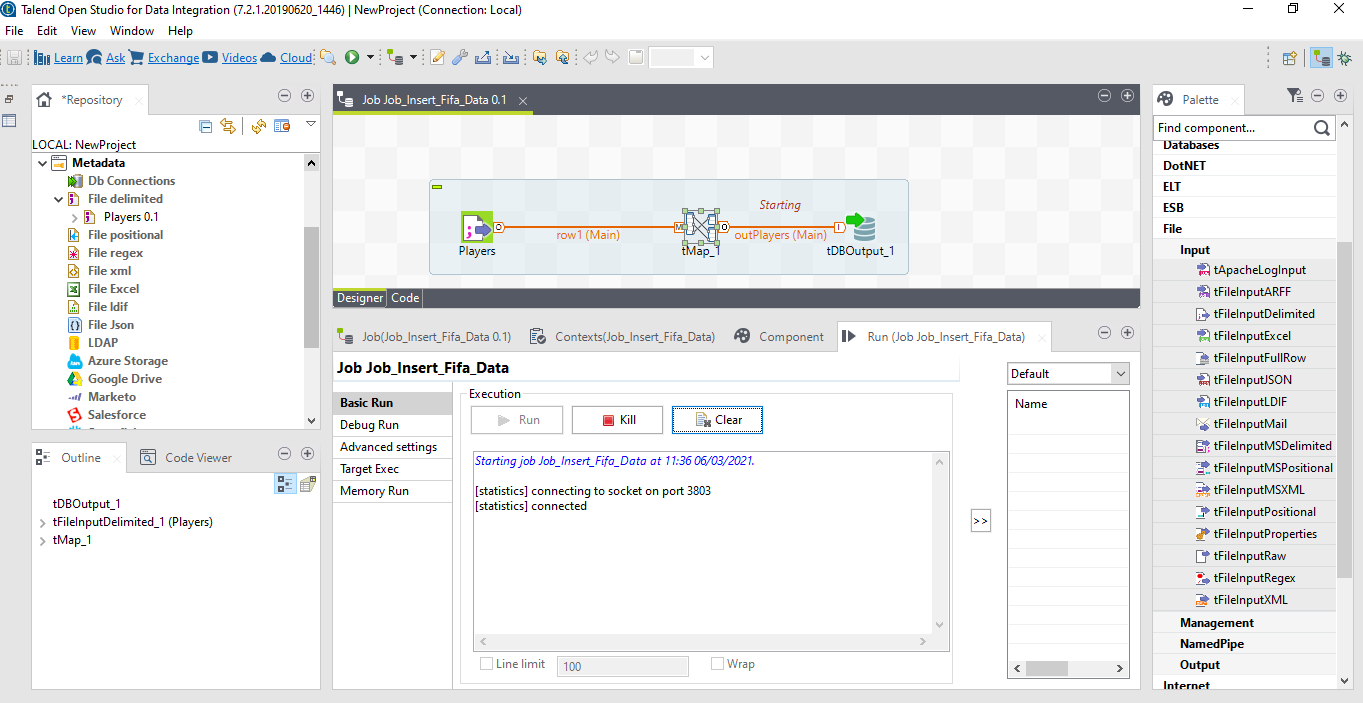 Talend Open Studio for Data Integration (7.2.1.20190620_1446) | NewProject (Connection: Local)
File Edit View Window Help
Learn Ask Exchange Videos Cloud
*Repository
LOCAL: NewProject
Metadata
Db Connections
File delimited
Players 0.1
File positional
File regex
File xml
File Excel
File ldif
File Json
LDAP
Azure Storage
Google Drive
Marketo
Salesforce
Outline Code Viewer
tDBOutput_1
tFileInputDelimited_1 (Players)
tMap_1
Job Job_Insert_Fifa_Data 0.1
Starting
row1 (Main) outPlayers (Main)
Players tMap_1 tDBOutput_1
Designer Code
Job(Job_Insert_Fifa_Data 0.1) Contexts(Job_Insert_Fifa_Data) Component Run (Job Job_Insert_Fifa_Data)
Job Job_Insert_Fifa_Data
Basic Run
Debug Run
Advanced settings
Target Exec
Memory Run
Execution
Run Kill Clear
Starting job Job_Insert_Fifa_Data at 11:36 06/03/2021.
[statistics] connecting to socket on port 3803
[statistics] connected
Line limit 100 Wrap
>>
Default
Name
Palette
Find component...
Databases
DotNET
ELT
ESB
File
Input
tApacheLogInput
tFileInputARFF
tFileInputDelimited
tFileInputExcel
tFileInputFullRow
tFileInputJSON
tFileInputLDIF
tFileInputMail
tFileInputMSDelimited
tFileInputMSPositional
tFileInputMSXML
tFileInputPositional
tFileInputProperties
tFileInputRaw
tFileInputRegex
tFileInputXML
Management
NamedPipe
Output
Internet